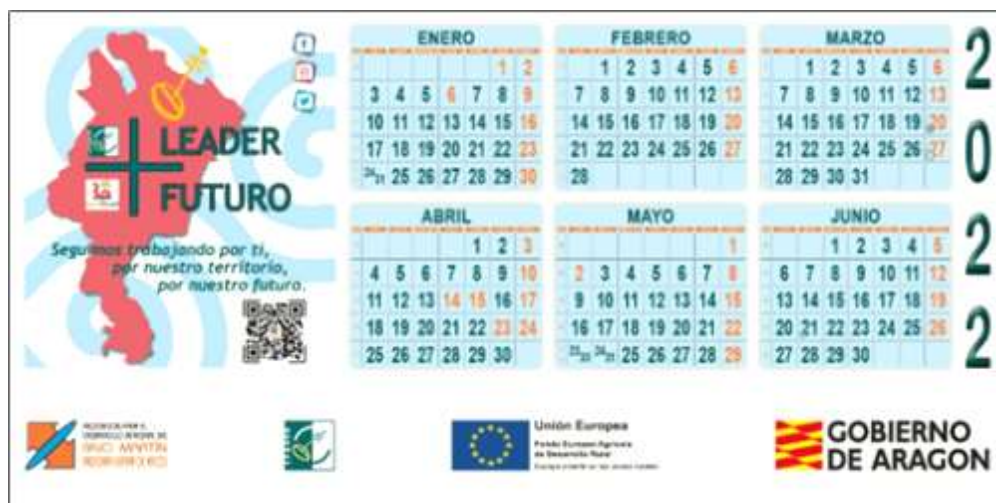 LEADER
FUTURO
Seguimos trabajando por ti,
por nuestro territorio,
por nuestro futuro.
ENERO
1 2
3 4 5 6 7 8 9
10 11 12 13 14 15 16
17 18 19 20 21 22 23
24/31 25 26 27 28 29 30
FEBRERO
1 2 3 4 5 6
7 8 9 10 11 12 13
14 15 16 17 18 19 20
21 22 23 24 25 26 27
28
MARZO
1 2 3 4 5 6
7 8 9 10 11 12 13
14 15 16 17 18 19 20
21 22 23 24 25 26 27
28 29 30 31
ABRIL
1 2 3
4 5 6 7 8 9 10
11 12 13 14 15 16 17
18 19 20 21 22 23 24
25 26 27 28 29 30
MAYO
1
2 3 4 5 6 7 8
9 10 11 12 13 14 15
16 17 18 19 20 21 22
23/30 24/31 25 26 27 28 29
JUNIO
1 2 3 4 5
6 7 8 9 10 11 12
13 14 15 16 17 18 19
20 21 22 23 24 25 26
27 28 29 30
2
0
2
2
Unión Europea
Fondo Europeo Agrícola
de Desarrollo Rural
GOBIERNO
DE ARAGON